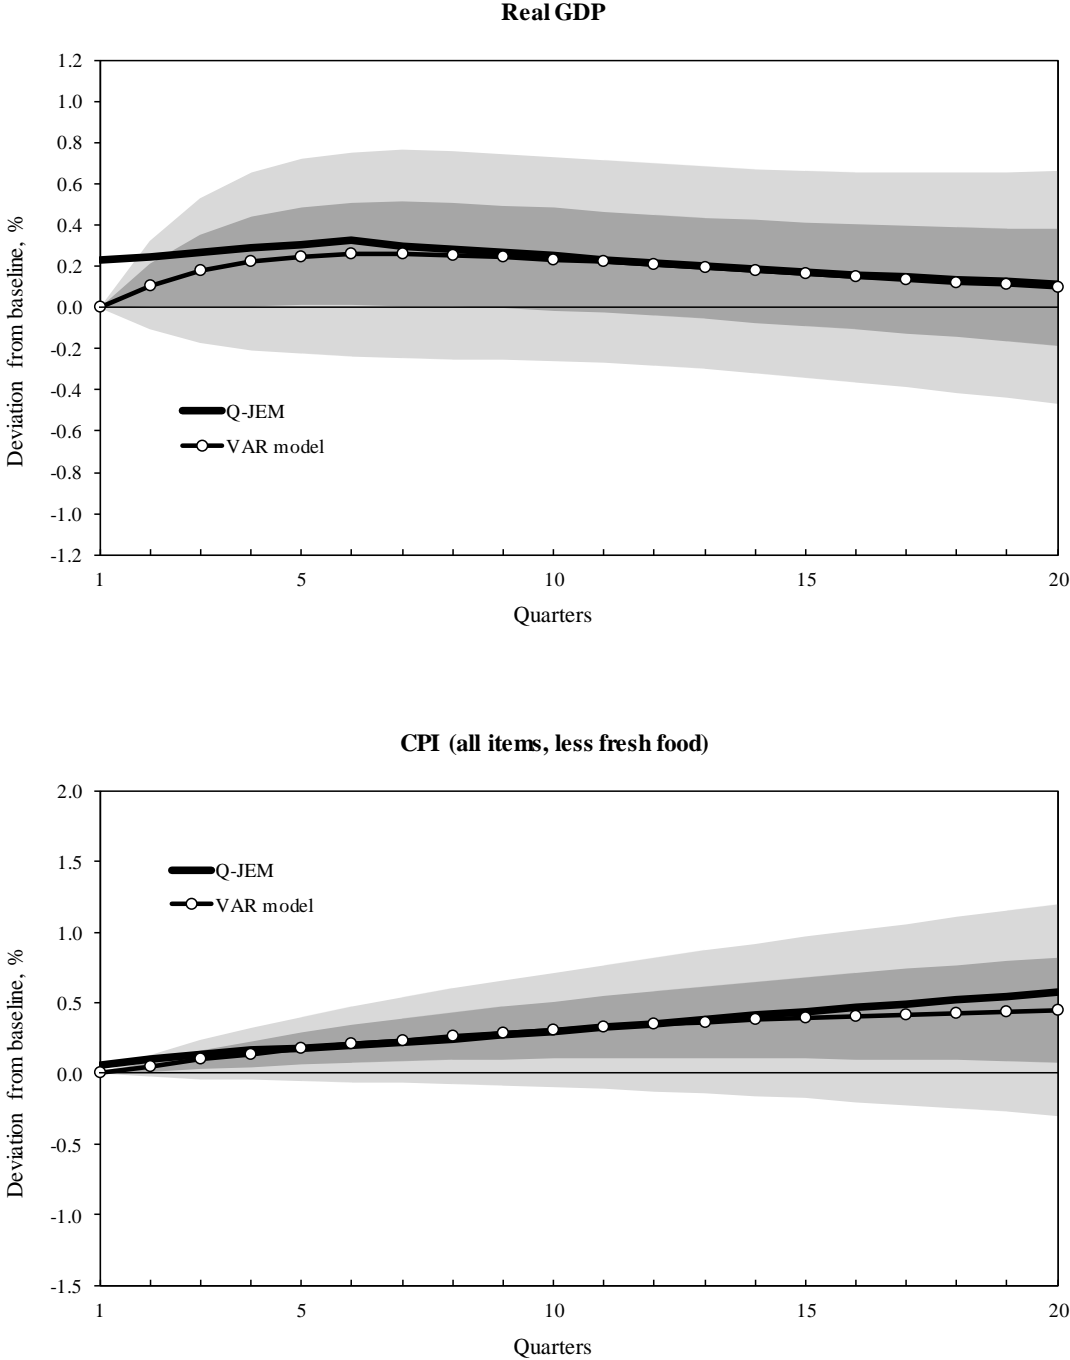 Real GDP
1.2
1.0
0.8
0.6
0.4
0.2
0.0
-0.2
-0.4
-0.6
-0.8
-1.0
-1.2
Deviation from baseline, %
Q-JEM
VAR model
1 5 10 15 20
Quarters
CPI (all items, less fresh food)
2.0
1.5
1.0
0.5
0.0
-0.5
-1.0
-1.5
Deviation from baseline, %
Q-JEM
VAR model
1 5 10 15 20
Quarters